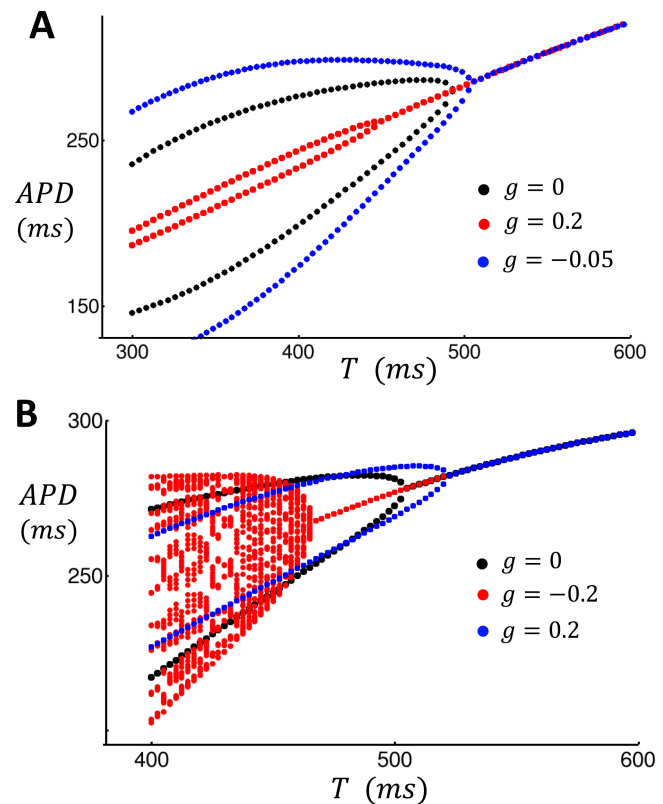 A
250
APD
(ms)
g = 0
g = 0.2
g = −0.05
150
300
400
500
600
T (ms)
B
300
APD
(ms)
250
g = 0
g = −0.2
g = 0.2
400
500
600
T (ms)